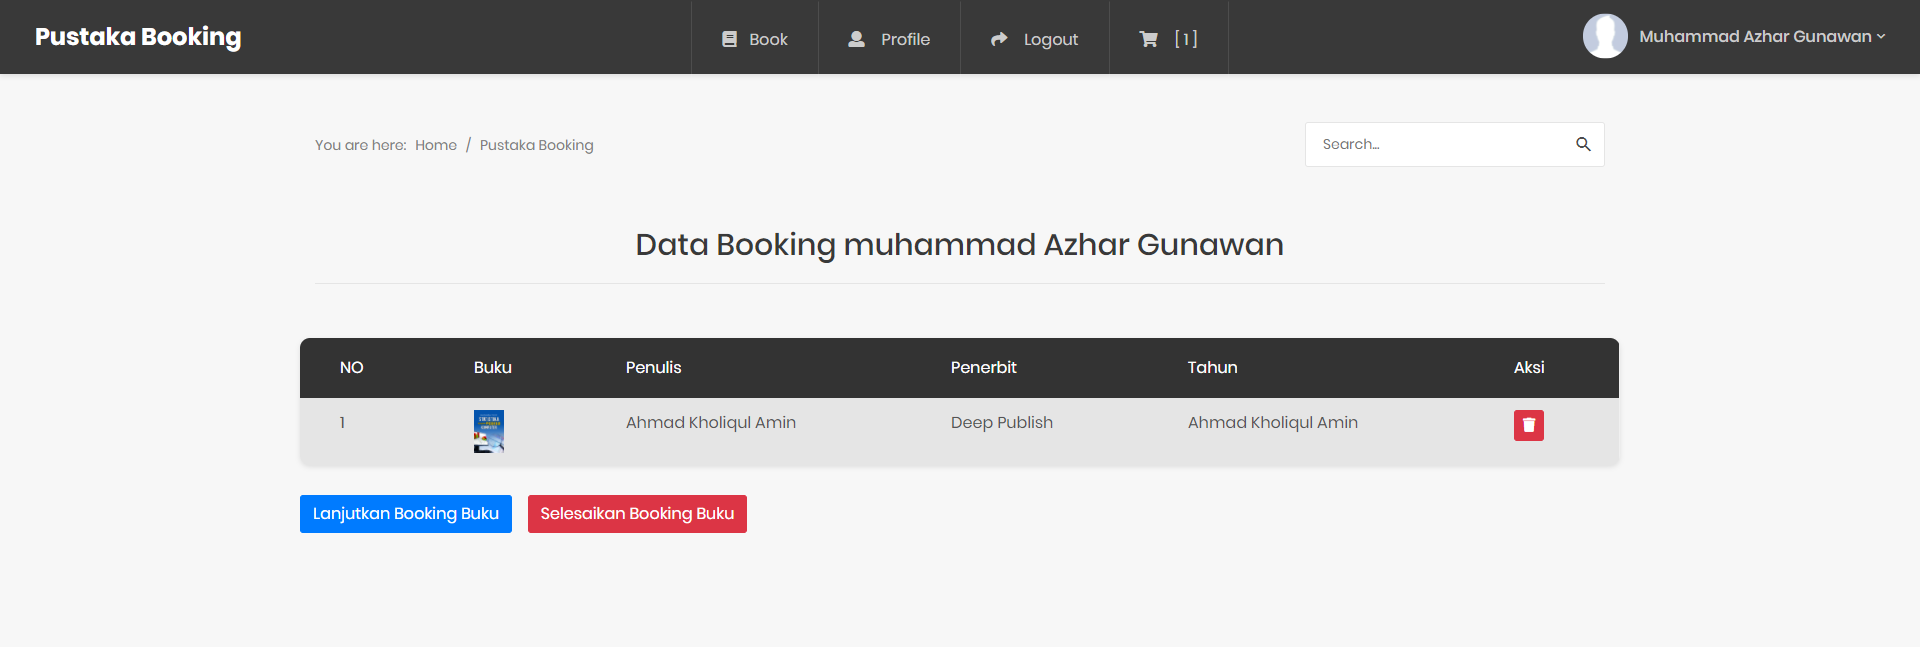 Pustaka Booking
Book
Profile
Logout
[ 1 ]
Muhammad Azhar Gunawan
You are here: Home / Pustaka Booking
Search...
Data Booking muhammad Azhar Gunawan
NO Buku Penulis Penerbit Tahun Aksi
1 Ahmad Kholiqul Amin Deep Publish Ahmad Kholiqul Amin
Lanjutkan Booking Buku
Selesaikan Booking Buku